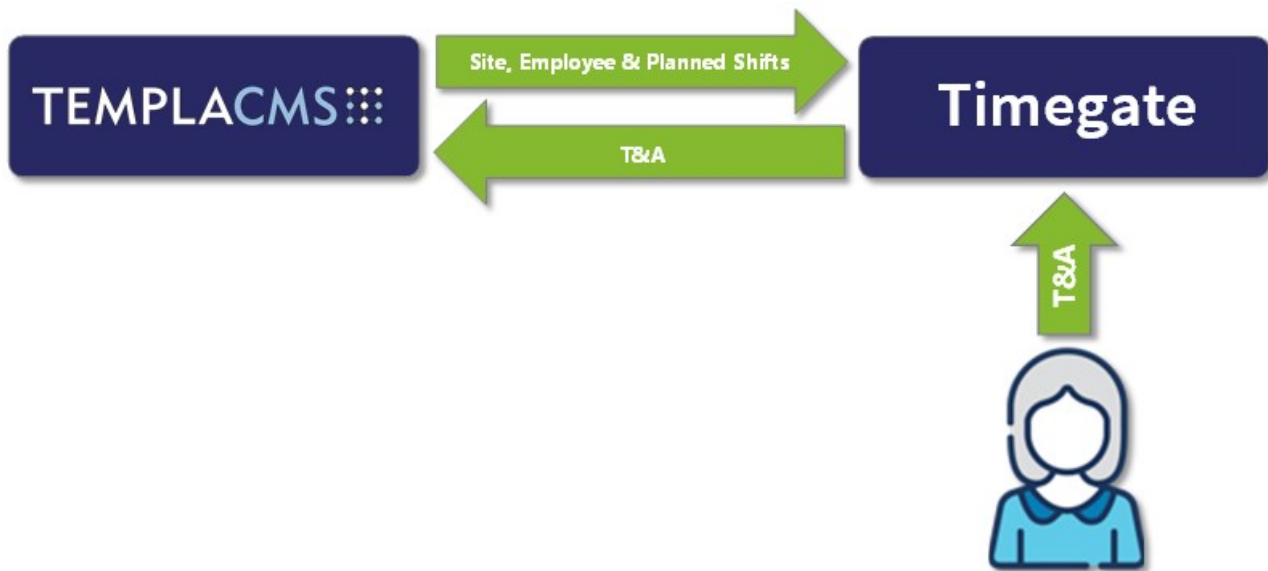 TEMPLACMS
Site, Employee & Planned Shifts
Timegate
T&A
T&A